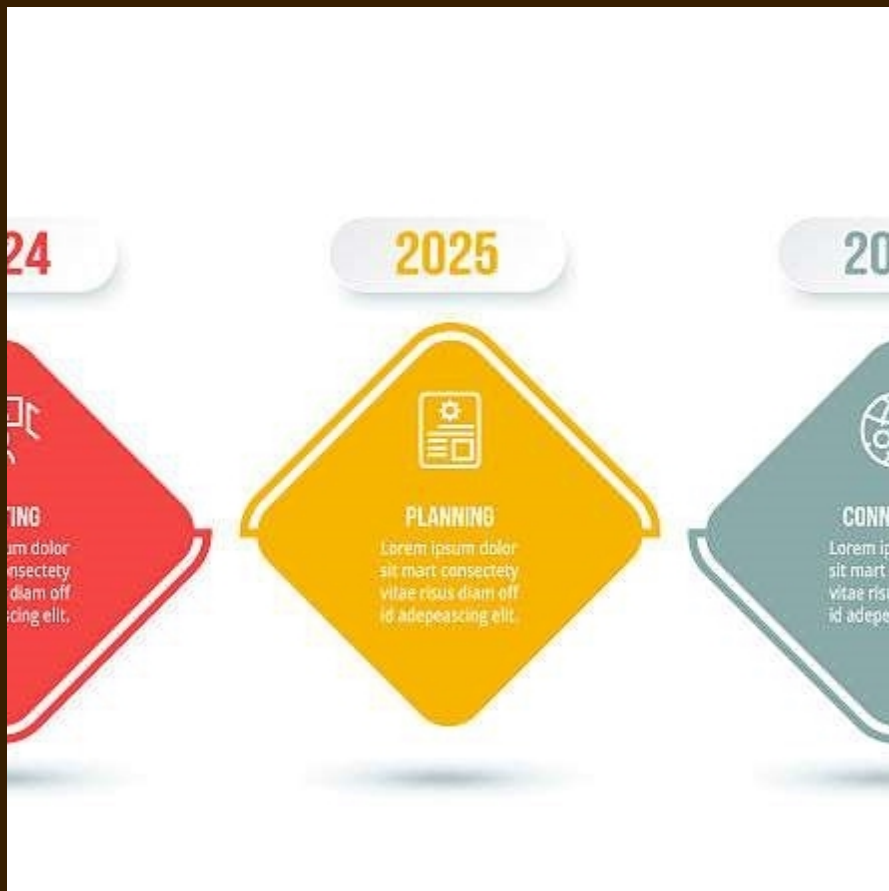 24
TING
um dolor
onsectety
diam off
scing elit.
2025
PLANNING
Lorem ipsum dolor
sit mart consectety
vitae risus diam off
id adepeascing elit.
20
CONN
Lorem ip
sit mart
vitae risu
id adepe